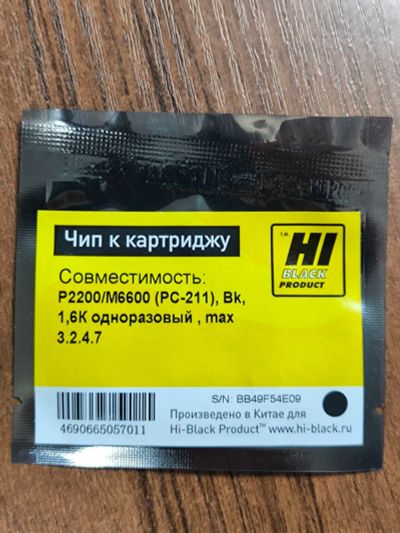 Чип к картриджу
T.M.
HI
BLACK
PRODUCT
Совместимость:
P2200/M6600 (PC-211), Bk,
1,6К одноразовый , max
3.2.4.7
S/N: BB49F54E09
4690665057011
Произведено в Китае для
Hi-Black Product™ www.hi-black.ru